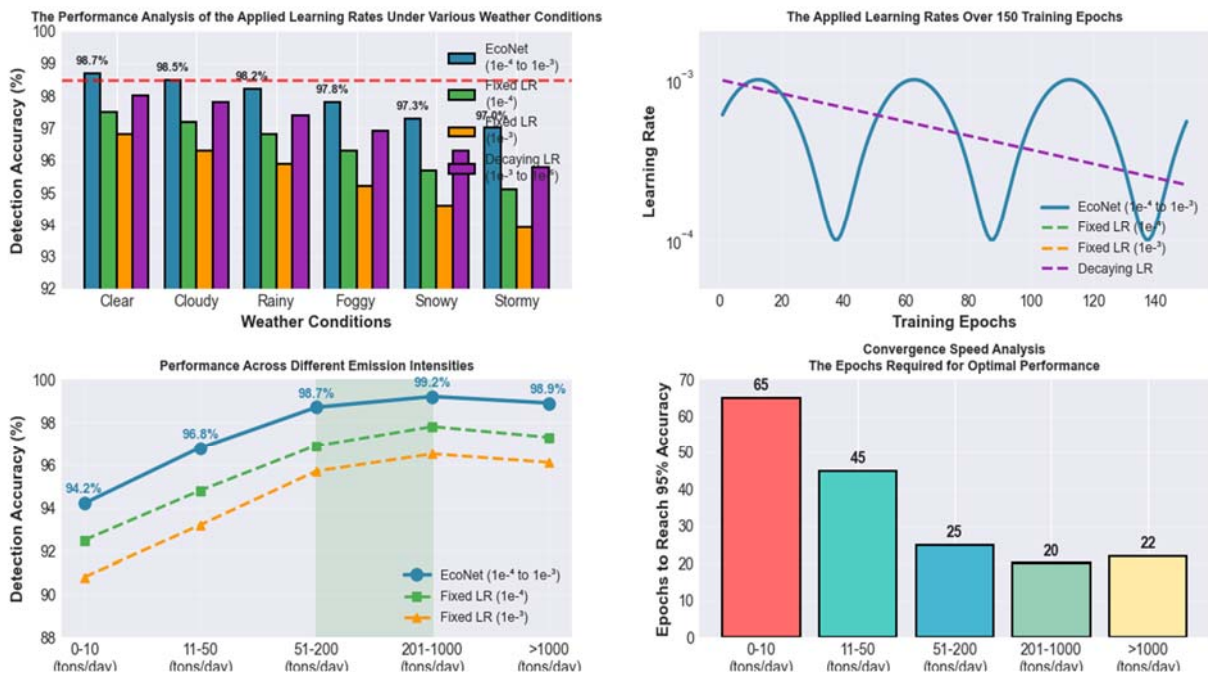 The Performance Analysis of the Applied Learning Rates Under Various Weather Conditions
100
99
98
97
96
95
94
93
92
Detection Accuracy (%)
98.7%
98.5%
98.2%
97.8%
97.3%
97.0%
EcoNet
(1e-⁴ to 1e-³)
Fixed LR
(1e-⁴)
Fixed LR
(1e-³)
Decaying LR
(1e-³ to 1e-⁶)
Clear Cloudy Rainy Foggy Snowy Stormy
Weather Conditions
The Applied Learning Rates Over 150 Training Epochs
10⁻³
10⁻⁴
Learning Rate
EcoNet (1e-⁴ to 1e-³)
Fixed LR (1e-⁴)
Fixed LR (1e-³)
Decaying LR
0 20 40 60 80 100 120 140
Training Epochs
Performance Across Different Emission Intensities
100
98
96
94
92
90
88
Detection Accuracy (%)
94.2%
96.8%
98.7%
99.2%
98.9%
EcoNet (1e-⁴ to 1e-³)
Fixed LR (1e-⁴)
Fixed LR (1e-³)
0-10 11-50 51-200 201-1000 >1000
(tons/day) (tons/day) (tons/day) (tons/day) (tons/day)
Convergence Speed Analysis
The Epochs Required for Optimal Performance
70
60
50
40
30
20
10
0
Epochs to Reach 95% Accuracy
65
45
25
20
22
0-10 11-50 51-200 201-1000 >1000
(tons/day) (tons/day) (tons/day) (tons/day) (tons/day)